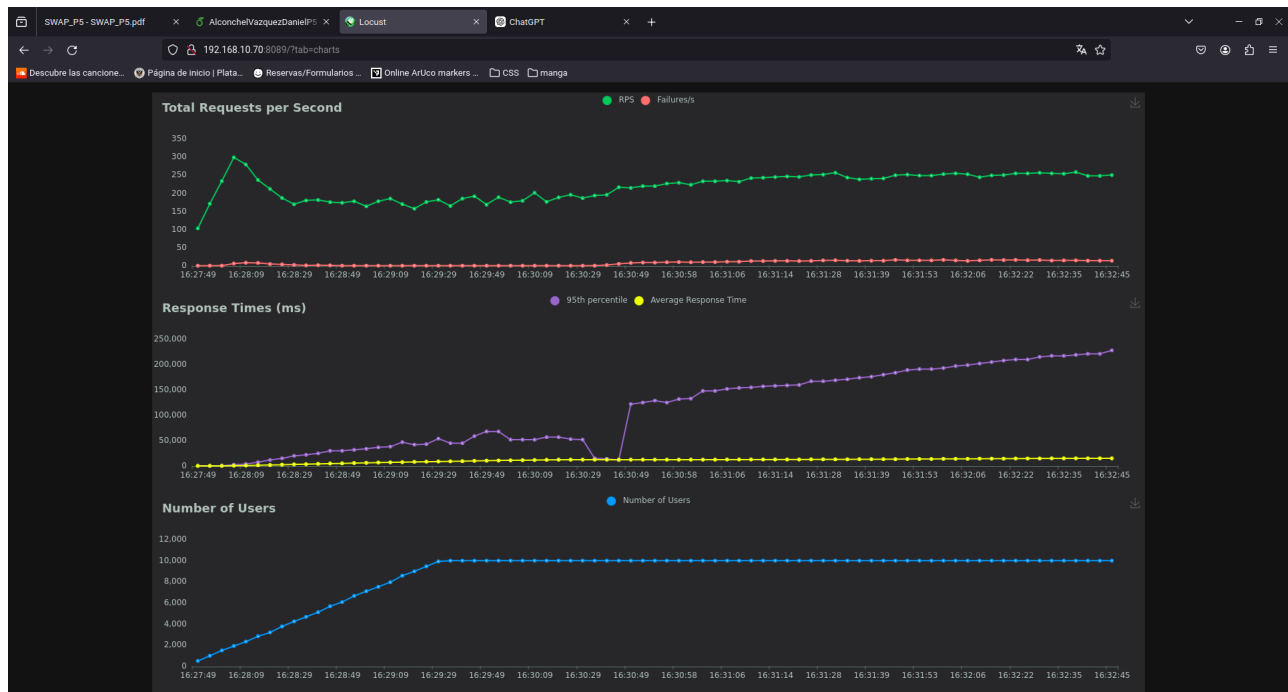 SWAP_P5 - SWAP_P5.pdf
AlconchelVazquezDanielP5
Locust
ChatGPT
192.168.10.70:8089/?tab=charts
Descubre las cancione...
Página de inicio | Plata...
Reservas/Formularios ...
Online ArUco markers ...
CSS
manga
Total Requests per Second
RPS
Failures/s
350
300
250
200
150
100
50
0
16:27:49 16:28:09 16:28:29 16:28:49 16:29:09 16:29:29 16:29:49 16:30:09 16:30:29 16:30:49 16:30:58 16:31:06 16:31:14 16:31:28 16:31:39 16:31:53 16:32:06 16:32:22 16:32:35 16:32:45
Response Times (ms)
95th percentile
Average Response Time
250,000
200,000
150,000
100,000
50,000
0
16:27:49 16:28:09 16:28:29 16:28:49 16:29:09 16:29:29 16:29:49 16:30:09 16:30:29 16:30:49 16:30:58 16:31:06 16:31:14 16:31:28 16:31:39 16:31:53 16:32:06 16:32:22 16:32:35 16:32:45
Number of Users
Number of Users
12,000
10,000
8,000
6,000
4,000
2,000
0
16:27:49 16:28:09 16:28:29 16:28:49 16:29:09 16:29:29 16:29:49 16:30:09 16:30:29 16:30:49 16:30:58 16:31:06 16:31:14 16:31:28 16:31:39 16:31:53 16:32:06 16:32:22 16:32:35 16:32:45